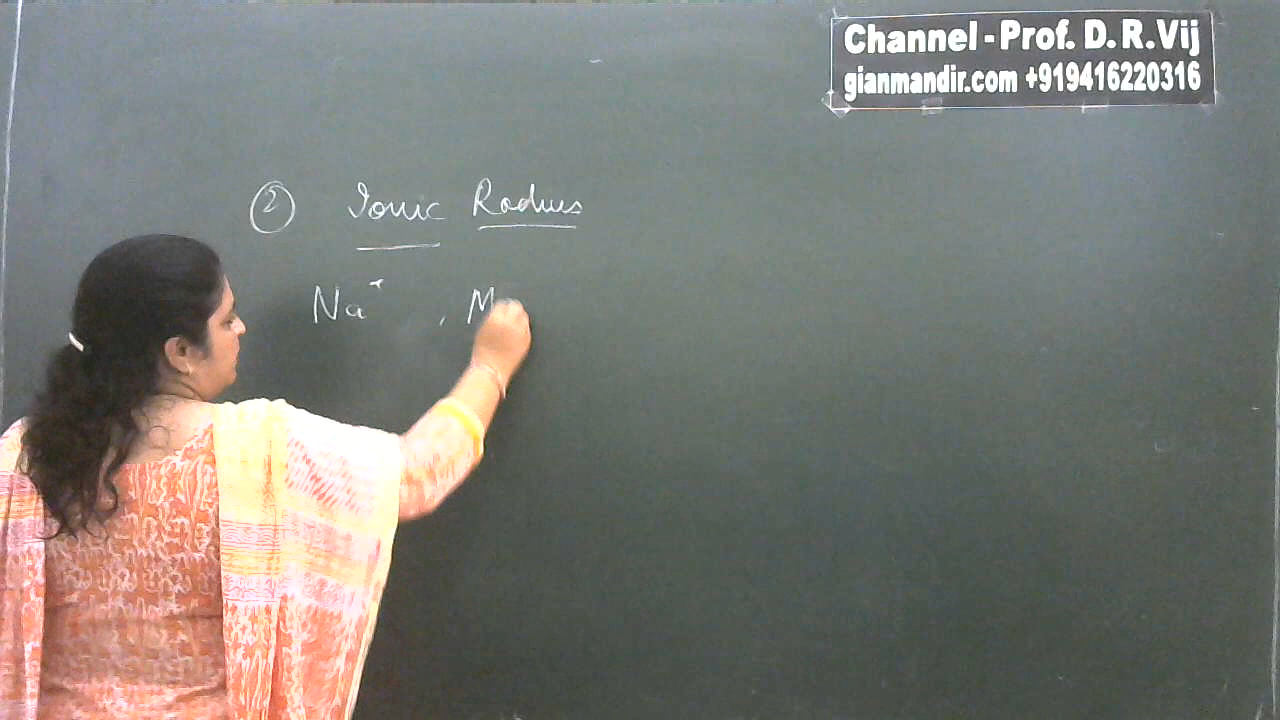 Channel - Prof. D. R. Vij
gianmandir.com +919416220316
② Ionic Radius
Na⁺ , M